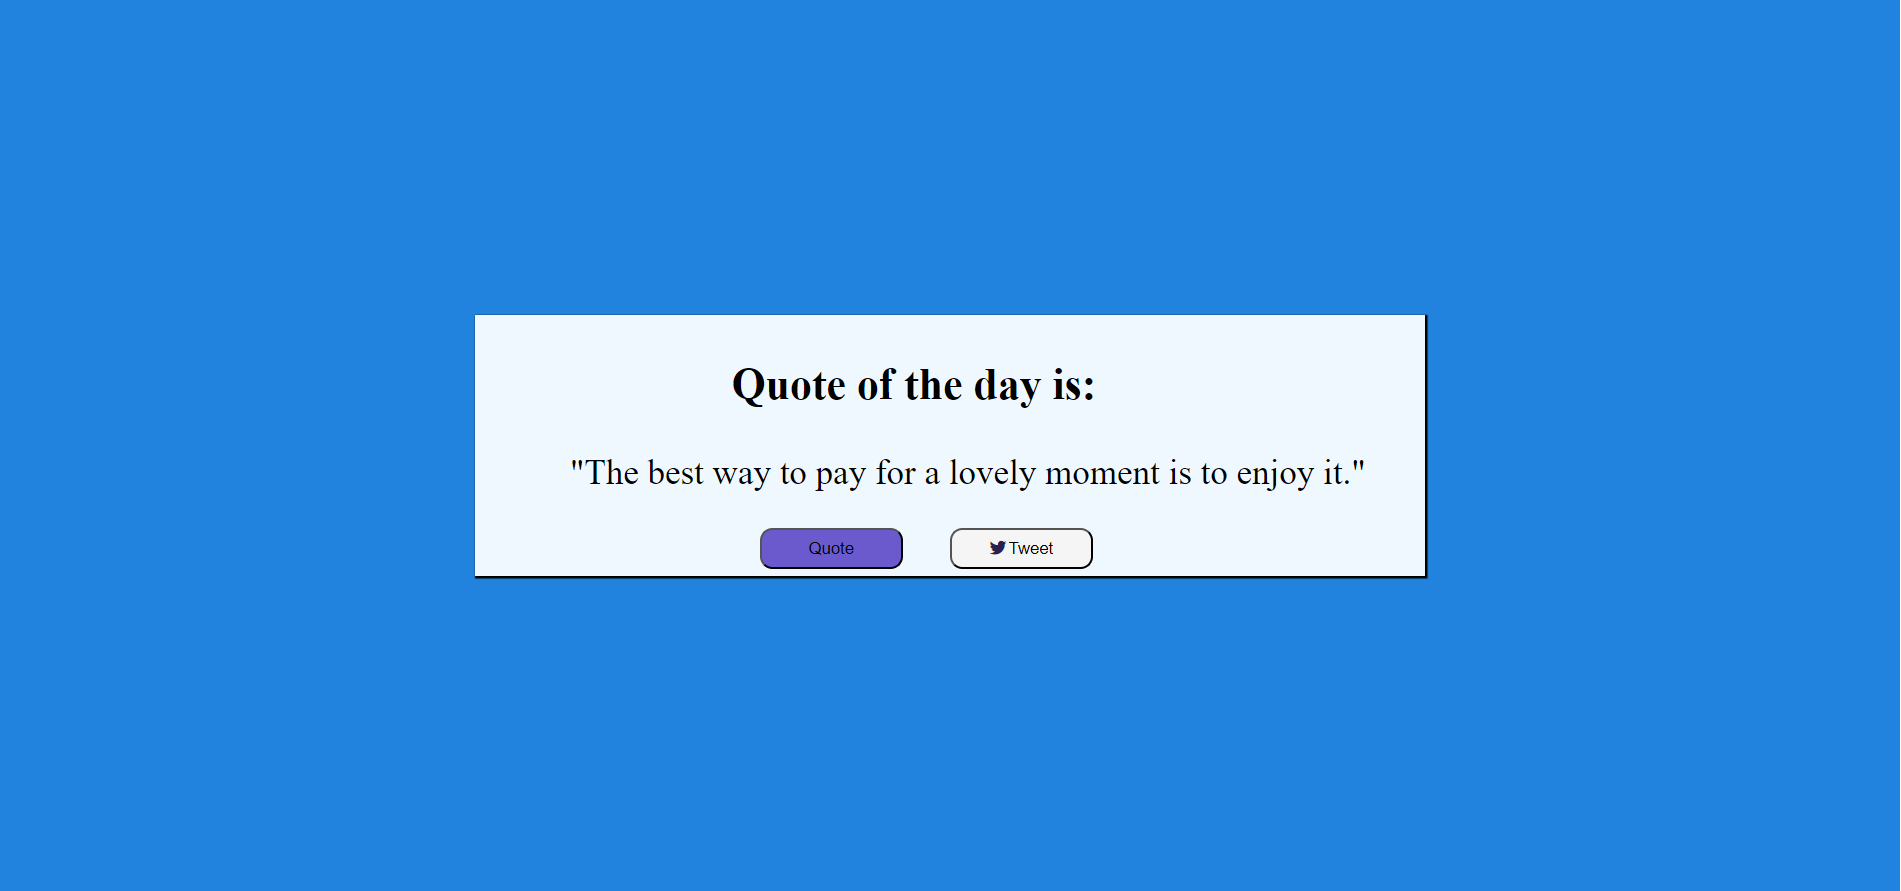 Quote of the day is:
"The best way to pay for a lovely moment is to enjoy it."
Quote Tweet